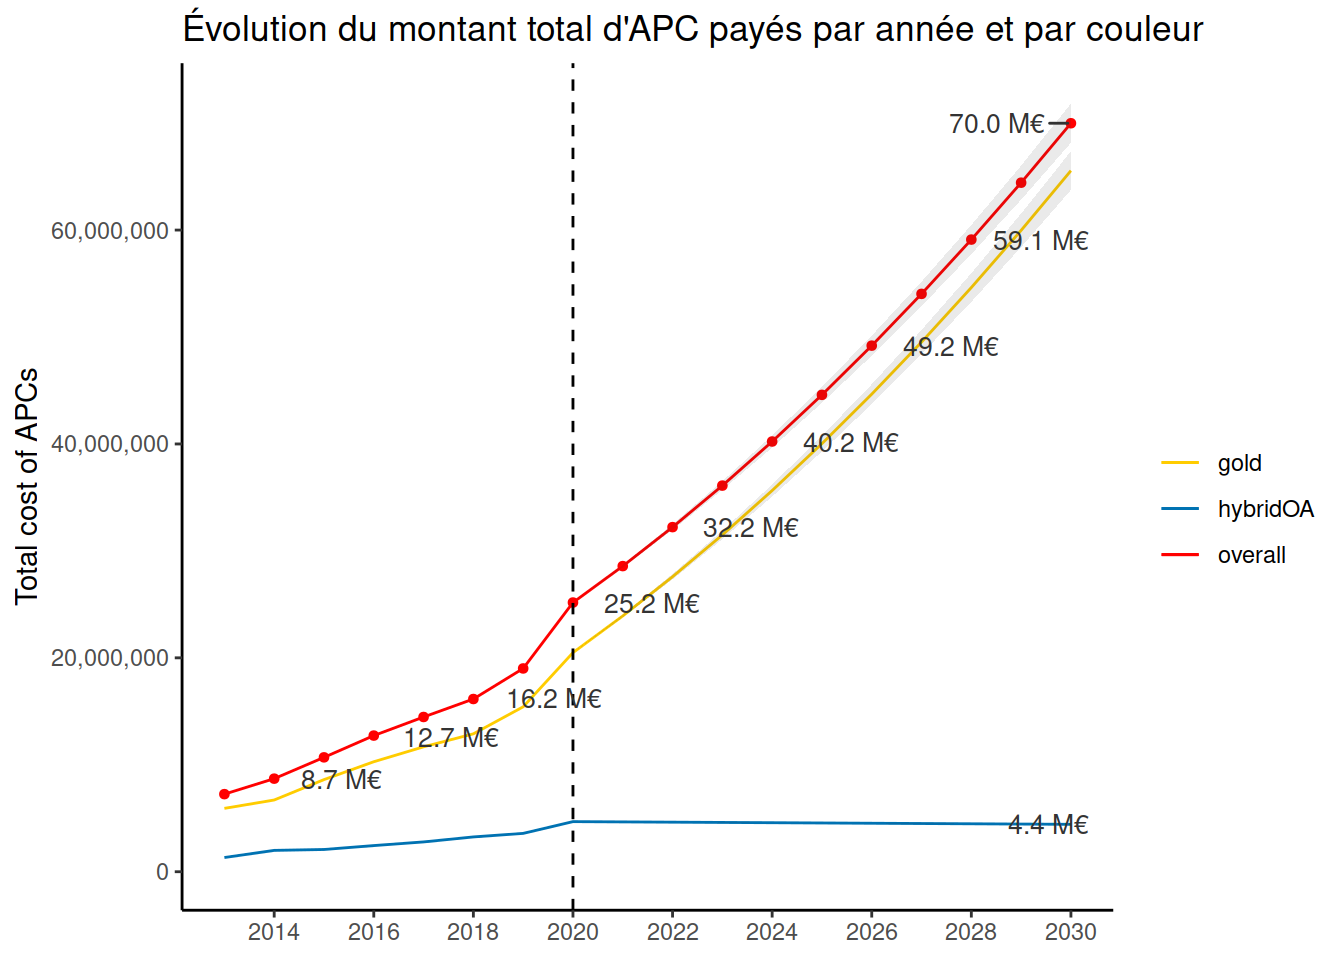 Évolution du montant total d'APC payés par année et par couleur
Total cost of APCs
60,000,000
40,000,000
20,000,000
0
70.0 M€
59.1 M€
49.2 M€
40.2 M€
32.2 M€
25.2 M€
16.2 M€
12.7 M€
8.7 M€
4.4 M€
2014 2016 2018 2020 2022 2024 2026 2028 2030
gold
hybridOA
overall